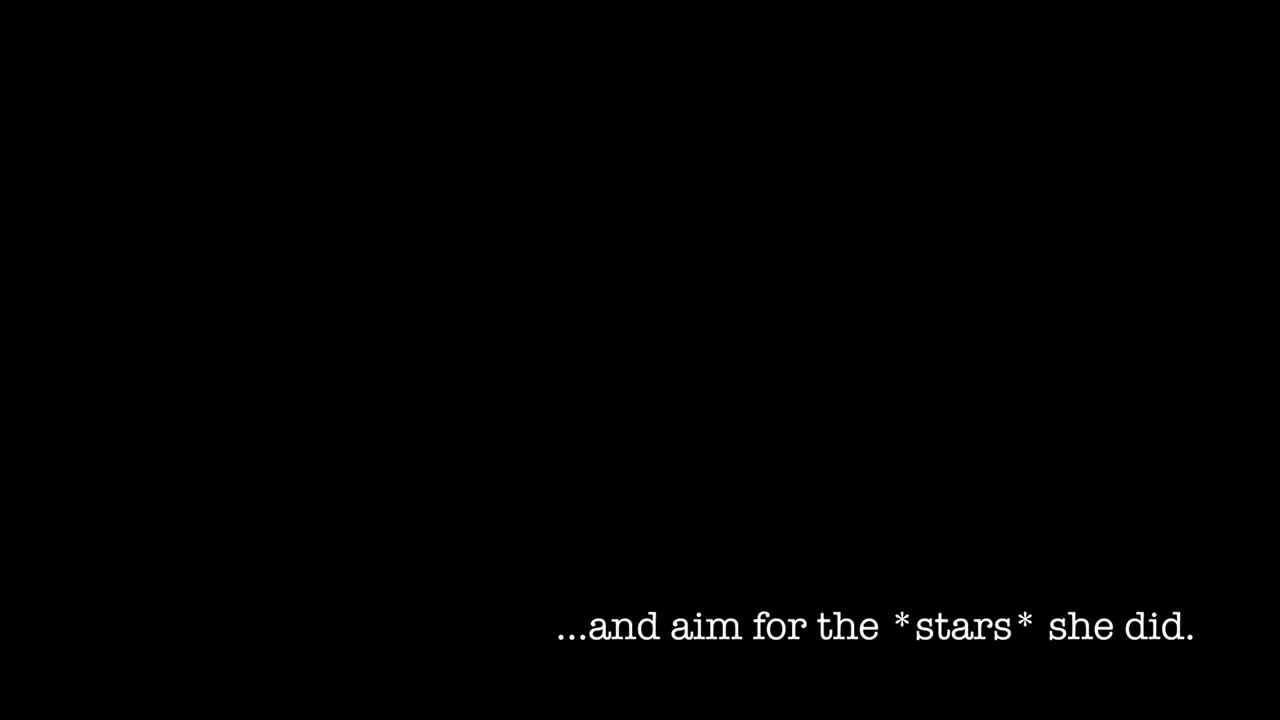 ...and aim for the *stars* she did.